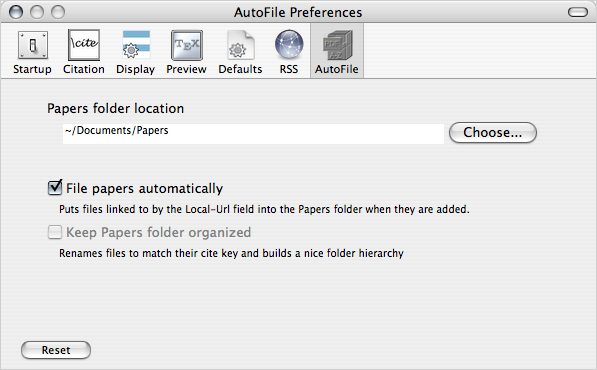 AutoFile Preferences
\cite
TEX
Startup Citation Display Preview Defaults RSS AutoFile
Papers folder location
~/Documents/Papers
Choose...
File papers automatically
Puts files linked to by the Local-Url field into the Papers folder when they are added.
Keep Papers folder organized
Renames files to match their cite key and builds a nice folder hierarchy
Reset